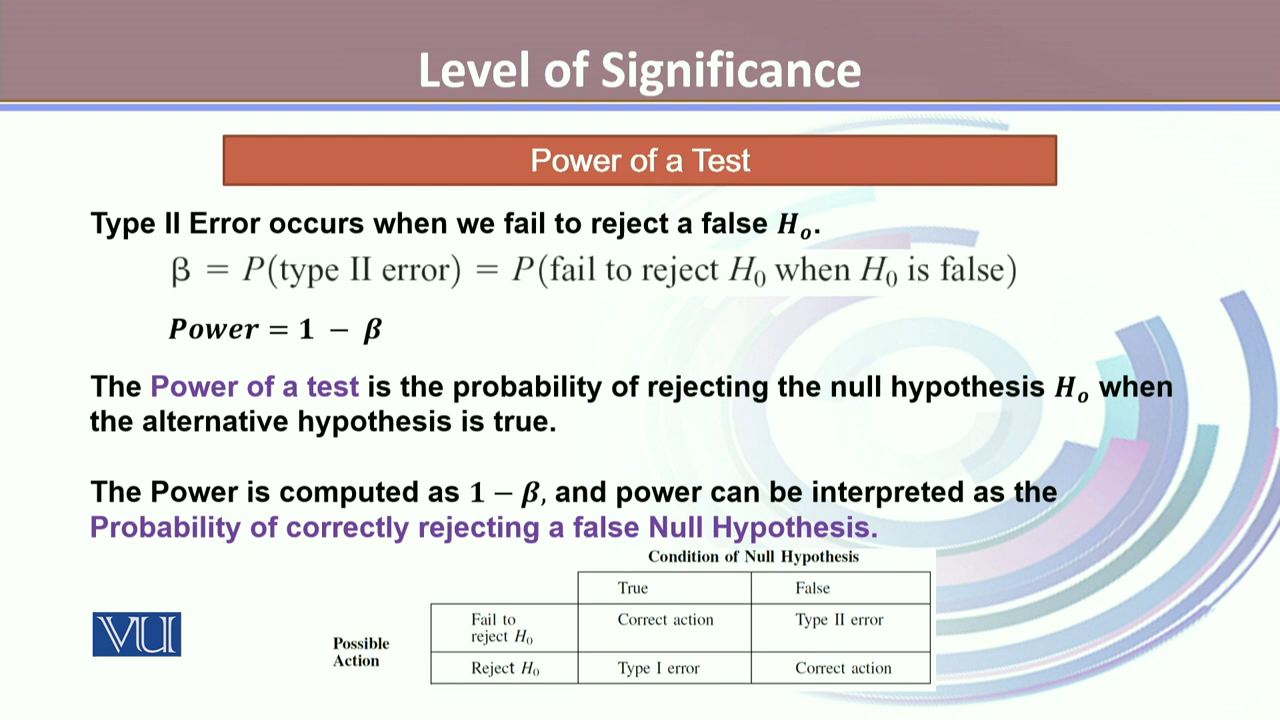 Level of Significance
Power of a Test
Type II Error occurs when we fail to reject a false Hₒ.
β = P(type II error) = P(fail to reject H₀ when H₀ is false)
Power = 1 − β
The Power of a test is the probability of rejecting the null hypothesis Hₒ when
the alternative hypothesis is true.
The Power is computed as 1 − β, and power can be interpreted as the
Probability of correctly rejecting a false Null Hypothesis.
Condition of Null Hypothesis
True False
Fail to
reject H₀ Correct action Type II error
Possible
Action
Reject H₀ Type I error Correct action
VU